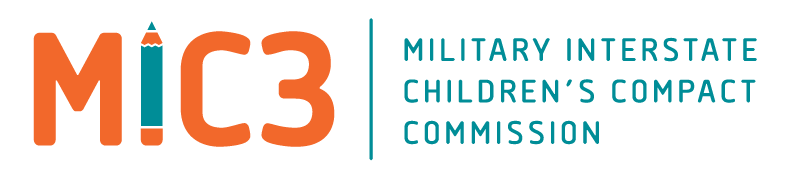 MIC3
MILITARY INTERSTATE
CHILDREN'S COMPACT
COMMISSION